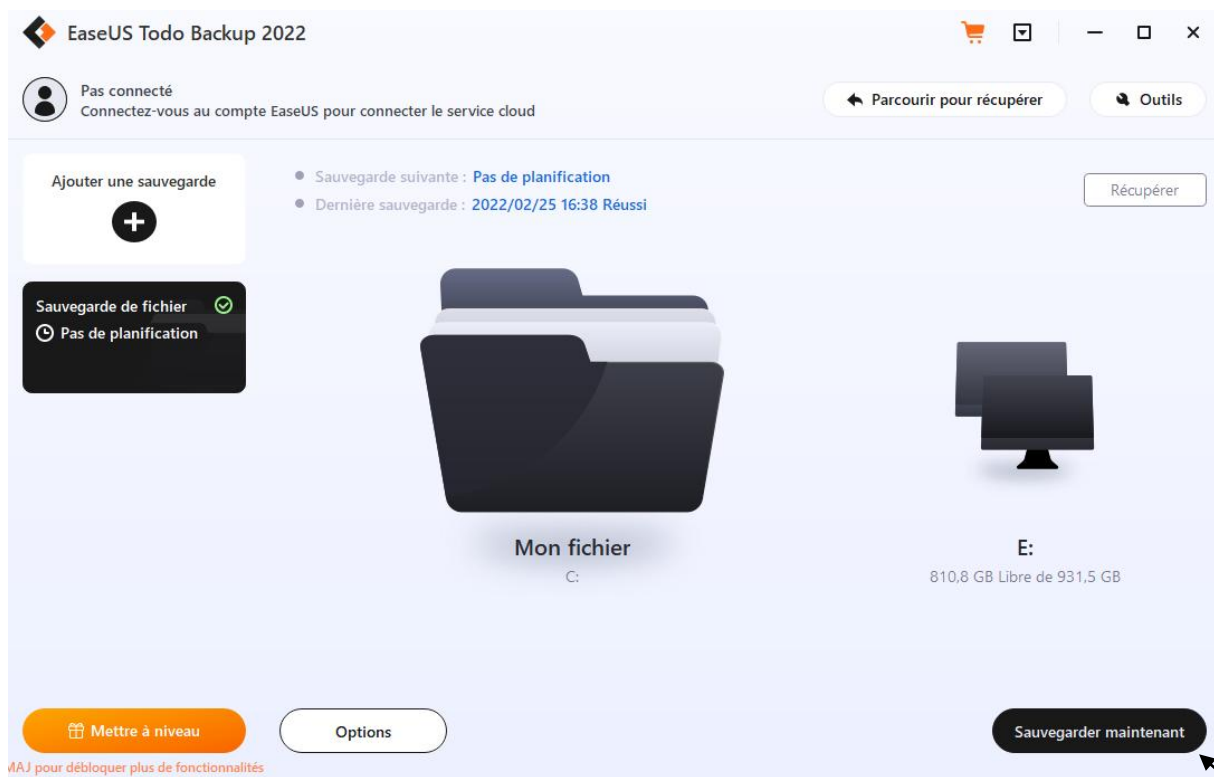 EaseUS Todo Backup 2022
Pas connecté
Connectez-vous au compte EaseUS pour connecter le service cloud
Parcourir pour récupérer
Outils
Ajouter une sauvegarde
Sauvegarde suivante : Pas de planification
Dernière sauvegarde : 2022/02/25 16:38 Réussi
Récupérer
Sauvegarde de fichier
Pas de planification
Mon fichier
C:
E:
810,8 GB Libre de 931,5 GB
Mettre à niveau
Options
Sauvegarder maintenant
MAJ pour débloquer plus de fonctionnalités